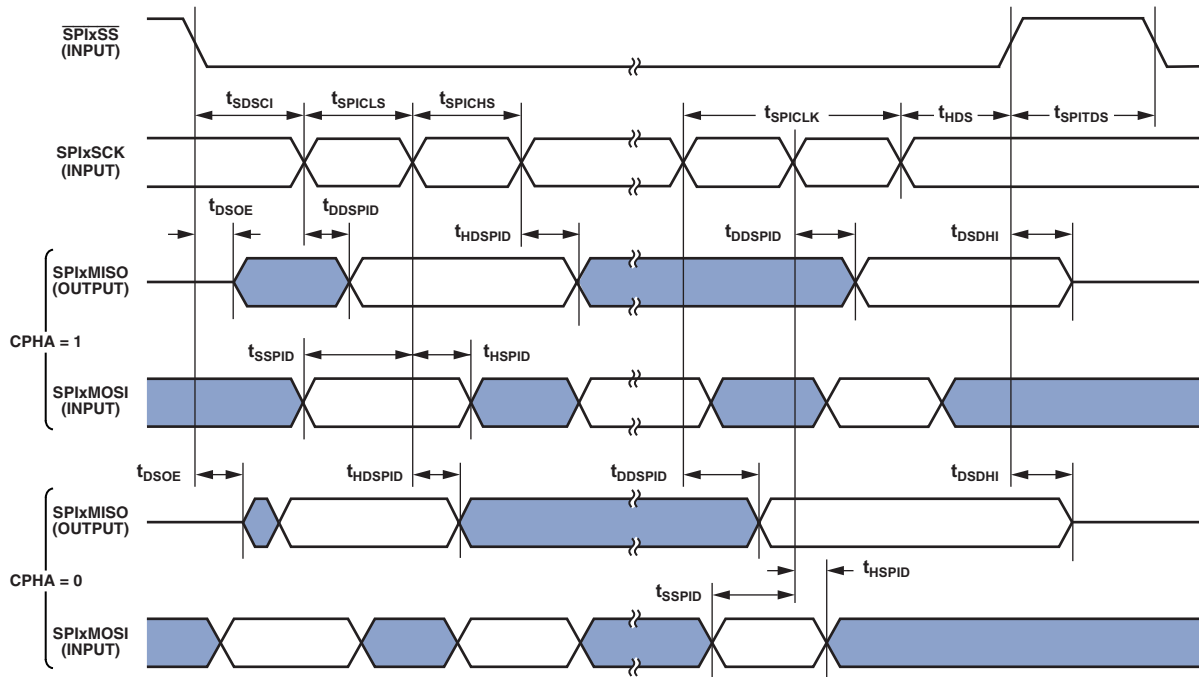 SPIxSS
(INPUT)
tSDSCI tSPICLS tSPICHS tSPICLK tHDS tSPITDS
SPIxSCK
(INPUT)
tDSOE tDDSPID tHDSPID tDDSPID tDSDHI
SPIxMISO
(OUTPUT)
CPHA = 1
tSSPID tHSPID
SPIxMOSI
(INPUT)
tDSOE tHDSPID tDDSPID tDSDHI
SPIxMISO
(OUTPUT)
CPHA = 0
tHSPID
tSSPID
SPIxMOSI
(INPUT)